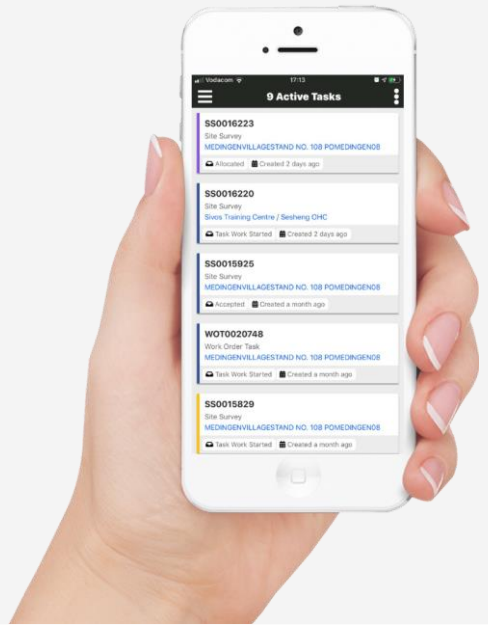 Vodacom 17:13
9 Active Tasks
SS0016223
Site Survey
MEDINGENVILLAGESTAND NO. 108 POMEDINGEN08
Allocated Created 2 days ago
SS0016220
Site Survey
Sivos Training Centre / Sesheng OHC
Task Work Started Created 2 days ago
SS0015925
Site Survey
MEDINGENVILLAGESTAND NO. 108 POMEDINGEN08
Accepted Created a month ago
WOT0020748
Work Order Task
MEDINGENVILLAGESTAND NO. 108 POMEDINGEN08
Task Work Started Created a month ago
SS0015829
Site Survey
MEDINGENVILLAGESTAND NO. 108 POMEDINGEN08
Task Work Started Created a month ago